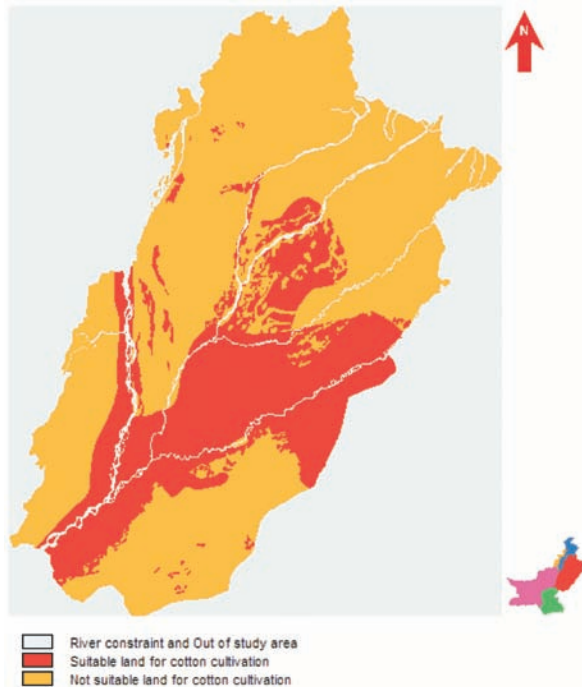 N
River constraint and Out of study area
Suitable land for cotton cultivation
Not suitable land for cotton cultivation